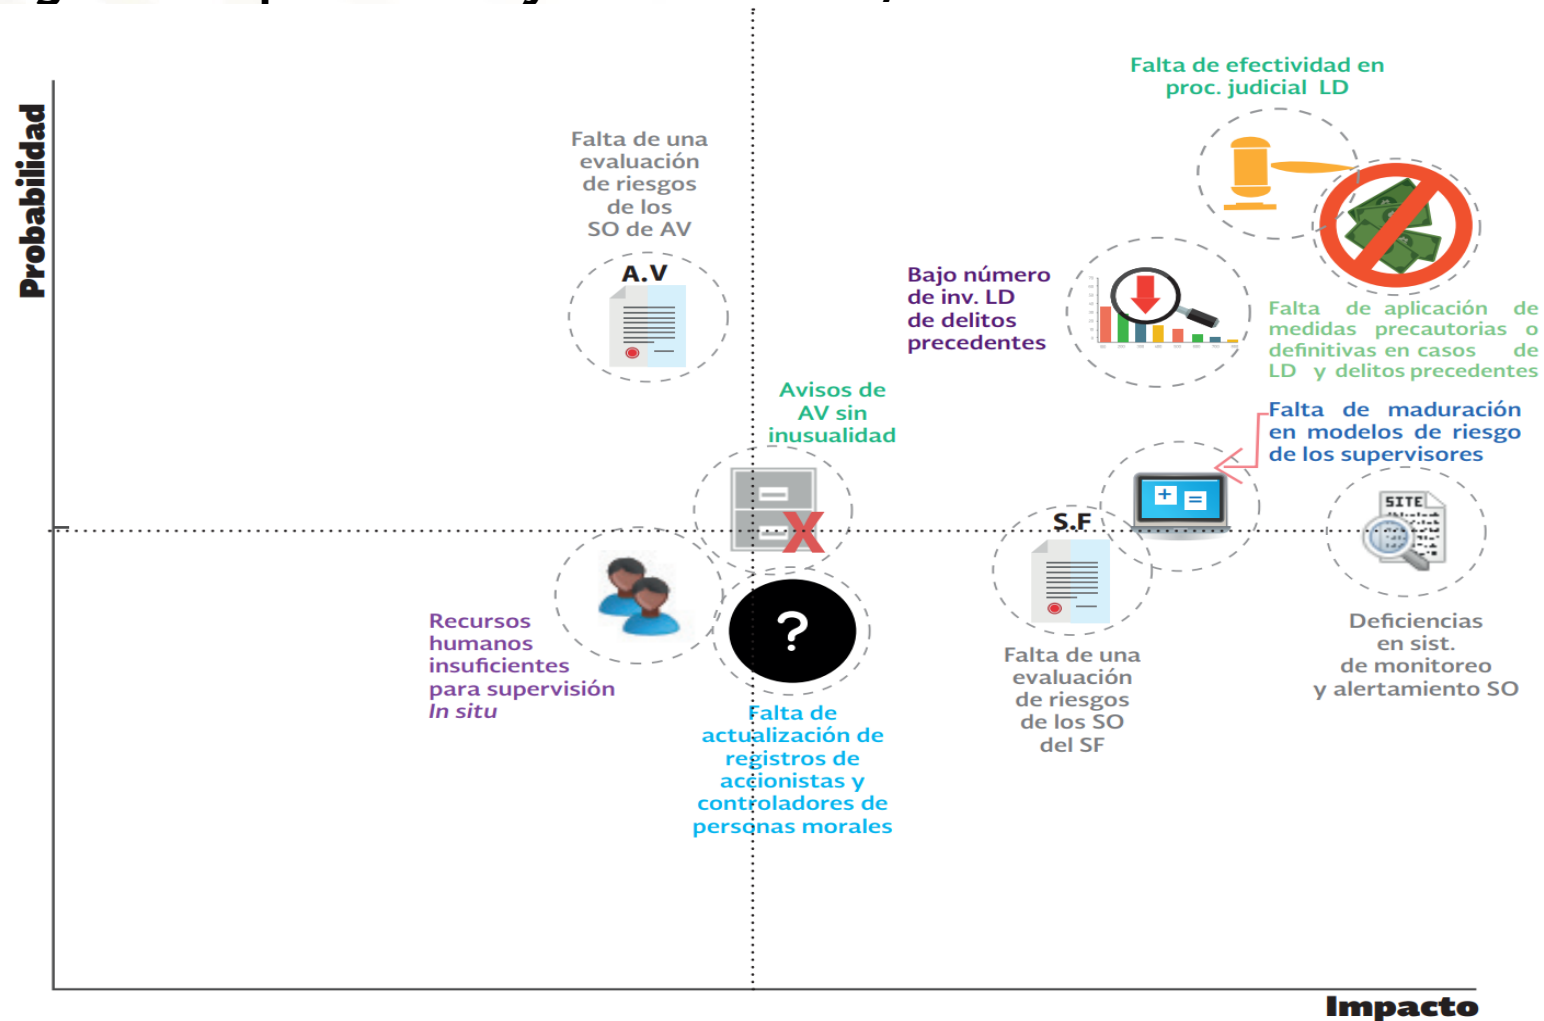 Probabilidad
Falta de efectividad en
proc. judicial LD
Falta de una
evaluación
de riesgos
de los
SO de AV
A.V
Bajo número
de inv. LD
de delitos
precedentes
Falta de aplicación de
medidas precautorias o
definitivas en casos de
LD y delitos precedentes
Avisos de
AV sin
inusualidad
X
Falta de maduración
en modelos de riesgo
de los supervisores
+ =
SITE
S.F
?
Recursos
humanos
insuficientes
para supervisión
In situ
Deficiencias
en sist.
de monitoreo
y alertamiento SO
Falta de una
evaluación
de riesgos
de los SO
del SF
Falta de
actualización de
registros de
accionistas y
controladores de
personas morales
Impacto